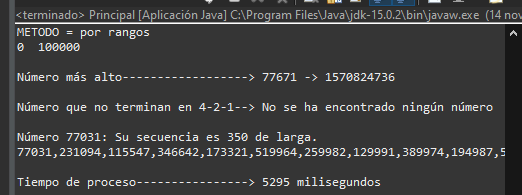 <terminado> Principal [Aplicación Java] C:\Program Files\Java\jdk-15.0.2\bin\javaw.exe (14 nov
METODO = por rangos
0 100000
Número más alto------------------> 77671 -> 1570824736
Número que no terminan en 4-2-1--> No se ha encontrado ningún número
Número 77031: Su secuencia es 350 de larga.
77031,231094,115547,346642,173321,519964,259982,129991,389974,194987,5
Tiempo de proceso----------------> 5295 milisegundos